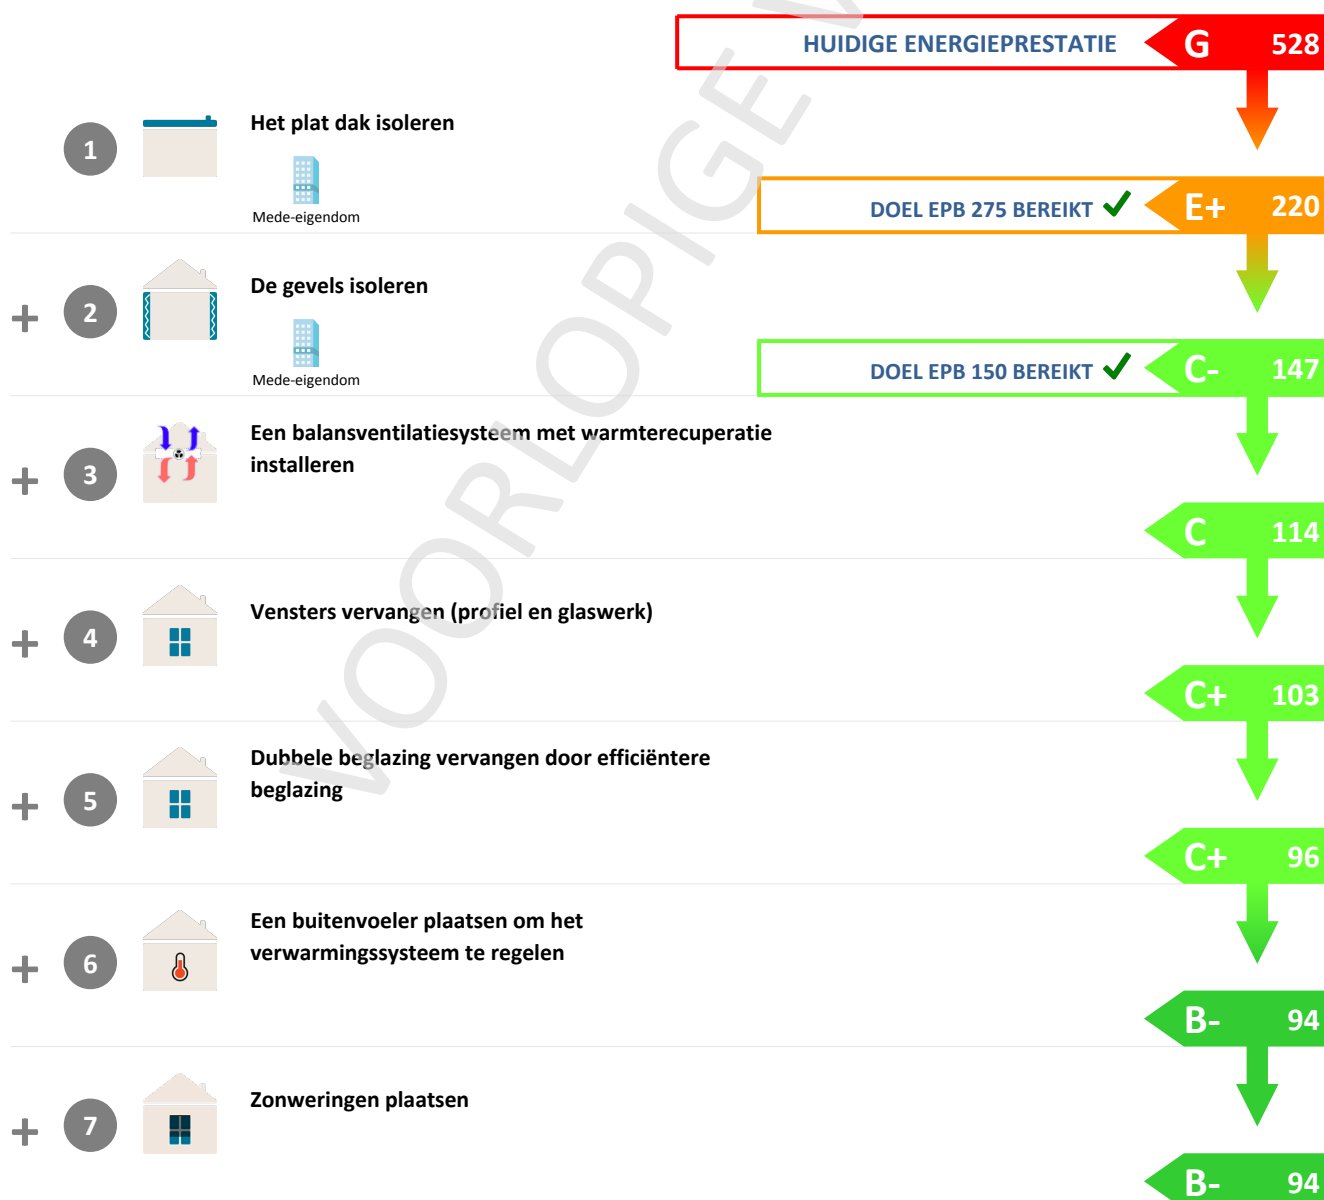 HUIDIGE ENERGIEPRESTATIE G 528
1 Het plat dak isoleren
Mede-eigendom
DOEL EPB 275 BEREIKT E+ 220
+ 2 De gevels isoleren
Mede-eigendom
DOEL EPB 150 BEREIKT C- 147
+ 3 Een balansventilatiesysteem met warmterecuperatie
installeren
C 114
+ 4 Vensters vervangen (profiel en glaswerk)
C+ 103
+ 5 Dubbele beglazing vervangen door efficiëntere
beglazing
C+ 96
+ 6 Een buitenvoeler plaatsen om het
verwarmingssysteem te regelen
B- 94
+ 7 Zonweringen plaatsen
B- 94
VOORLOPIGE